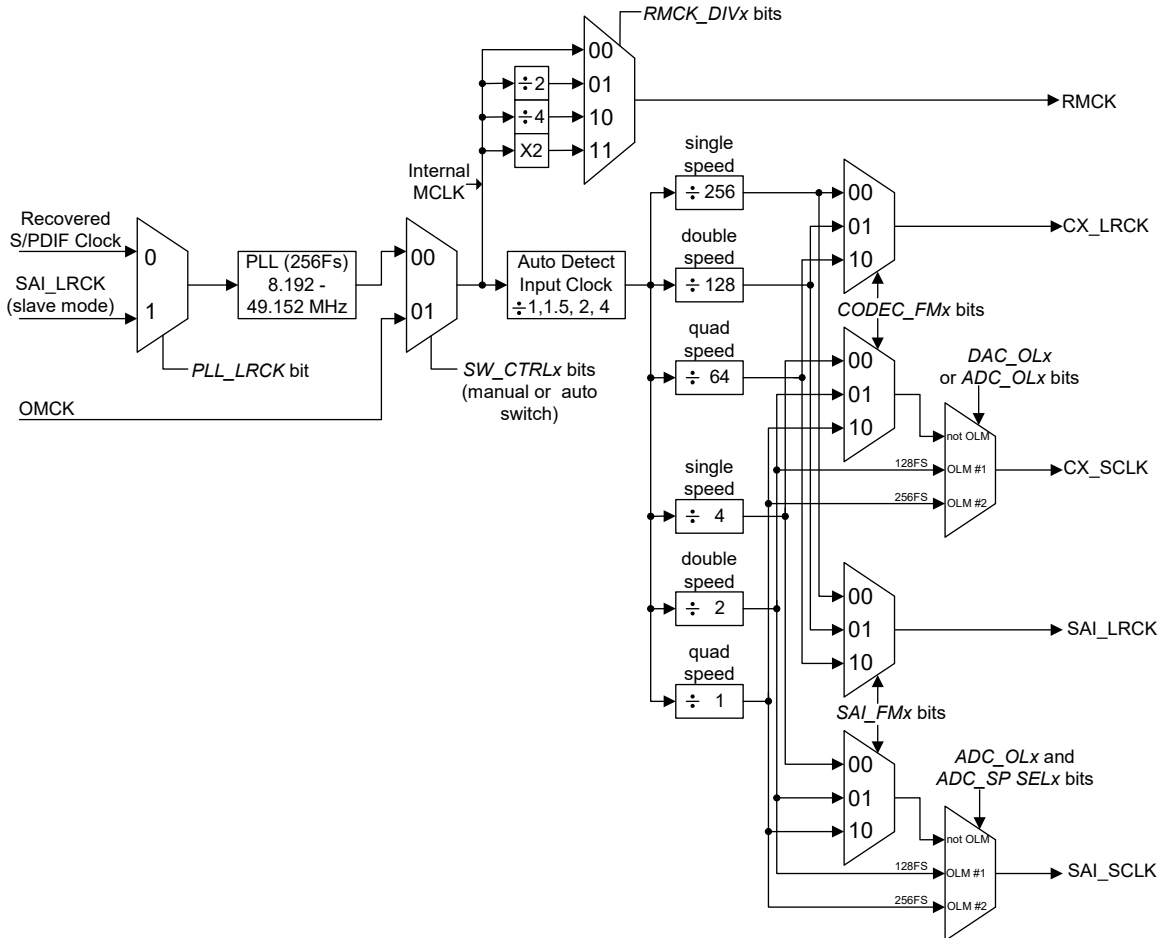 RMCK_DIVx bits
00
÷2
01
÷4
10
X2
11
RMCK
Internal
MCLK
Recovered
S/PDIF Clock
SAI_LRCK
(slave mode)
0
1
PLL_LRCK bit
PLL (256Fs)
8.192 -
49.152 MHz
00
01
SW_CTRLx bits
(manual or auto
switch)
OMCK
Auto Detect
Input Clock
÷1,1.5, 2, 4
single
speed
÷ 256
double
speed
÷ 128
quad
speed
÷ 64
single
speed
÷ 4
double
speed
÷ 2
quad
speed
÷ 1
00
01
10
CX_LRCK
CODEC_FMx bits
00
01
10
DAC_OLx
or ADC_OLx bits
not OLM
128FS
OLM #1
256FS
OLM #2
CX_SCLK
00
01
10
SAI_LRCK
SAI_FMx bits
00
01
10
ADC_OLx and
ADC_SP SELx bits
not OLM
128FS
OLM #1
256FS
OLM #2
SAI_SCLK